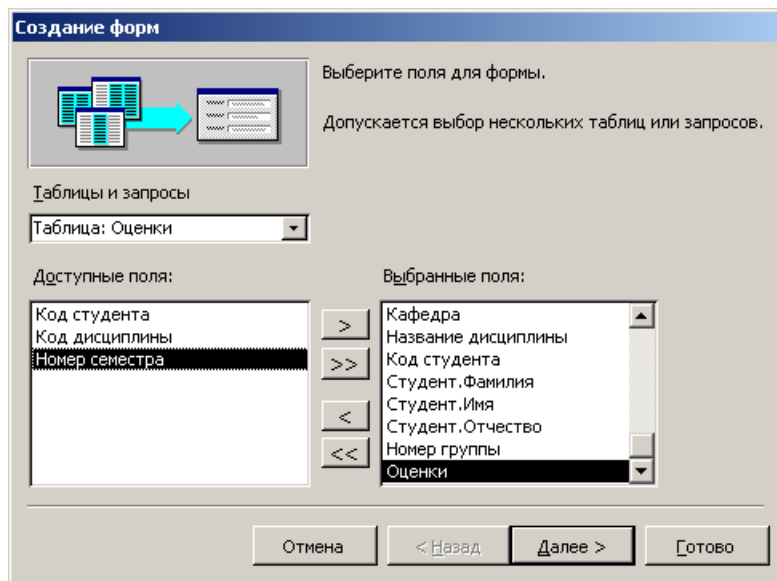 Создание форм
Выберите поля для формы.
Допускается выбор нескольких таблиц или запросов.
Таблицы и запросы
Таблица: Оценки
Доступные поля:
Код студента
Код дисциплины
Номер семестра
>
>>
<
<<
Выбранные поля:
Кафедра
Название дисциплины
Код студента
Студент.Фамилия
Студент.Имя
Студент.Отчество
Номер группы
Оценки
Отмена
< Назад
Далее >
Готово